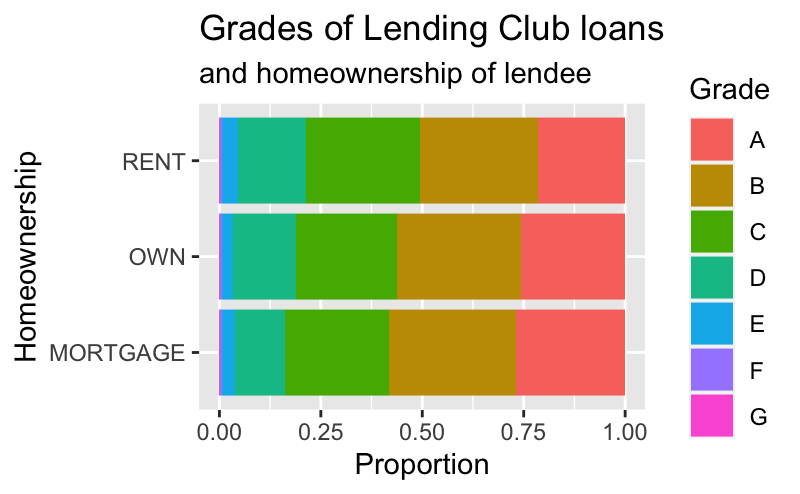 Grades of Lending Club loans
and homeownership of lendee
Homeownership
RENT
OWN
MORTGAGE
0.00 0.25 0.50 0.75 1.00
Proportion
Grade
A
B
C
D
E
F
G